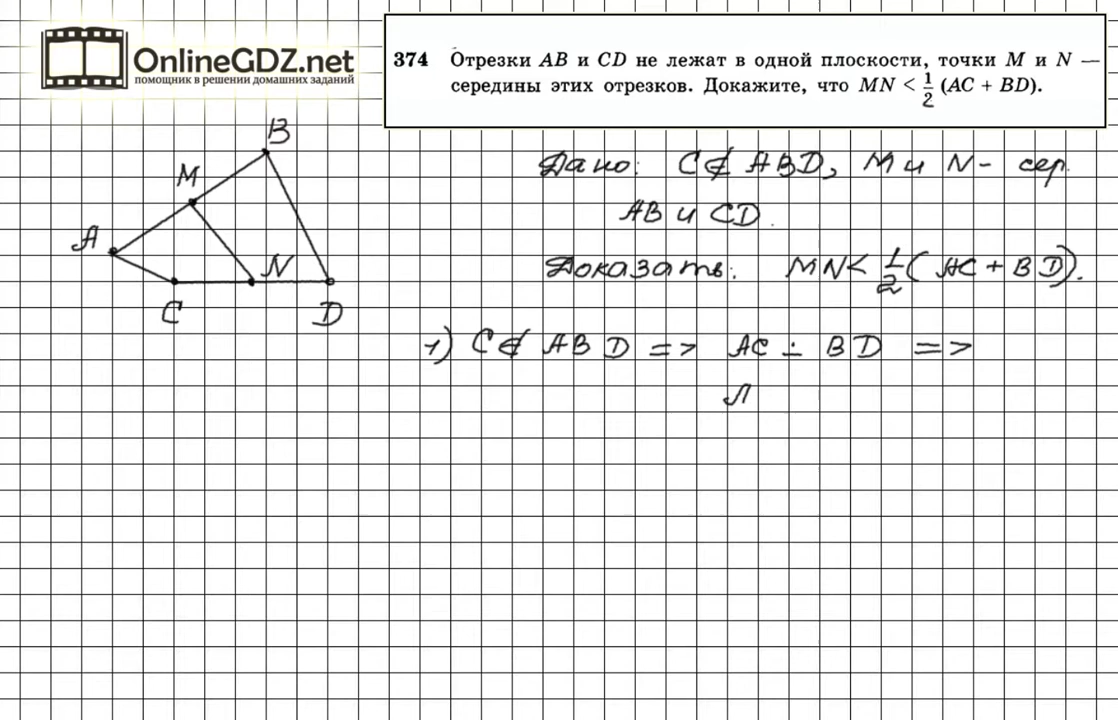 OnlineGDZ.net
помощник в решении домашних заданий
374 Отрезки AB и CD не лежат в одной плоскости, точки M и N —
середины этих отрезков. Докажите, что MN < 1/2 (AC + BD).
B
M
A
N
C
D
Дано: C∉ ABD, M и N - сер.
AB и CD.
Доказать: MN < 1/2 (AC + BD).
1) C∉ ABD => AC ∸ BD =>
Л